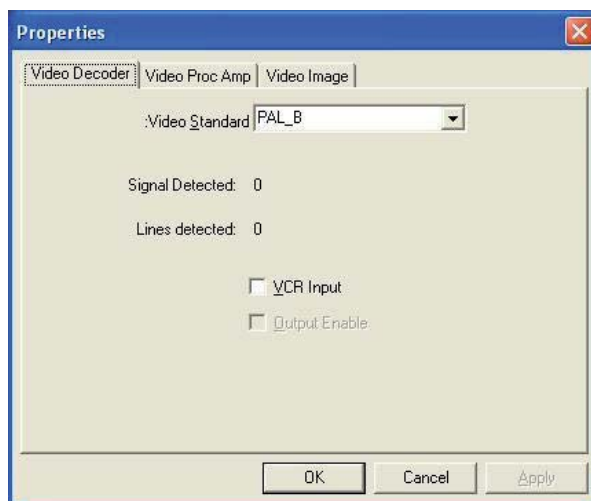 Properties
Video Decoder Video Proc Amp Video Image
:Video Standard PAL_B
Signal Detected: 0
Lines detected: 0
VCR Input
Output Enable
OK Cancel Apply